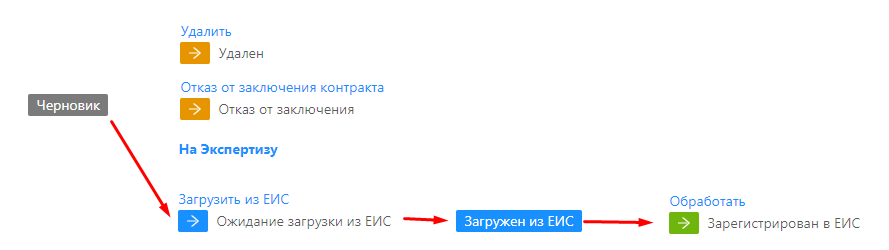 Удалить
Удален
Отказ от заключения контракта
Черновик
Отказ от заключения
На Экспертизу
Загрузить из ЕИС
Ожидание загрузки из ЕИС
Загружен из ЕИС
Обработать
Зарегистрирован в ЕИС